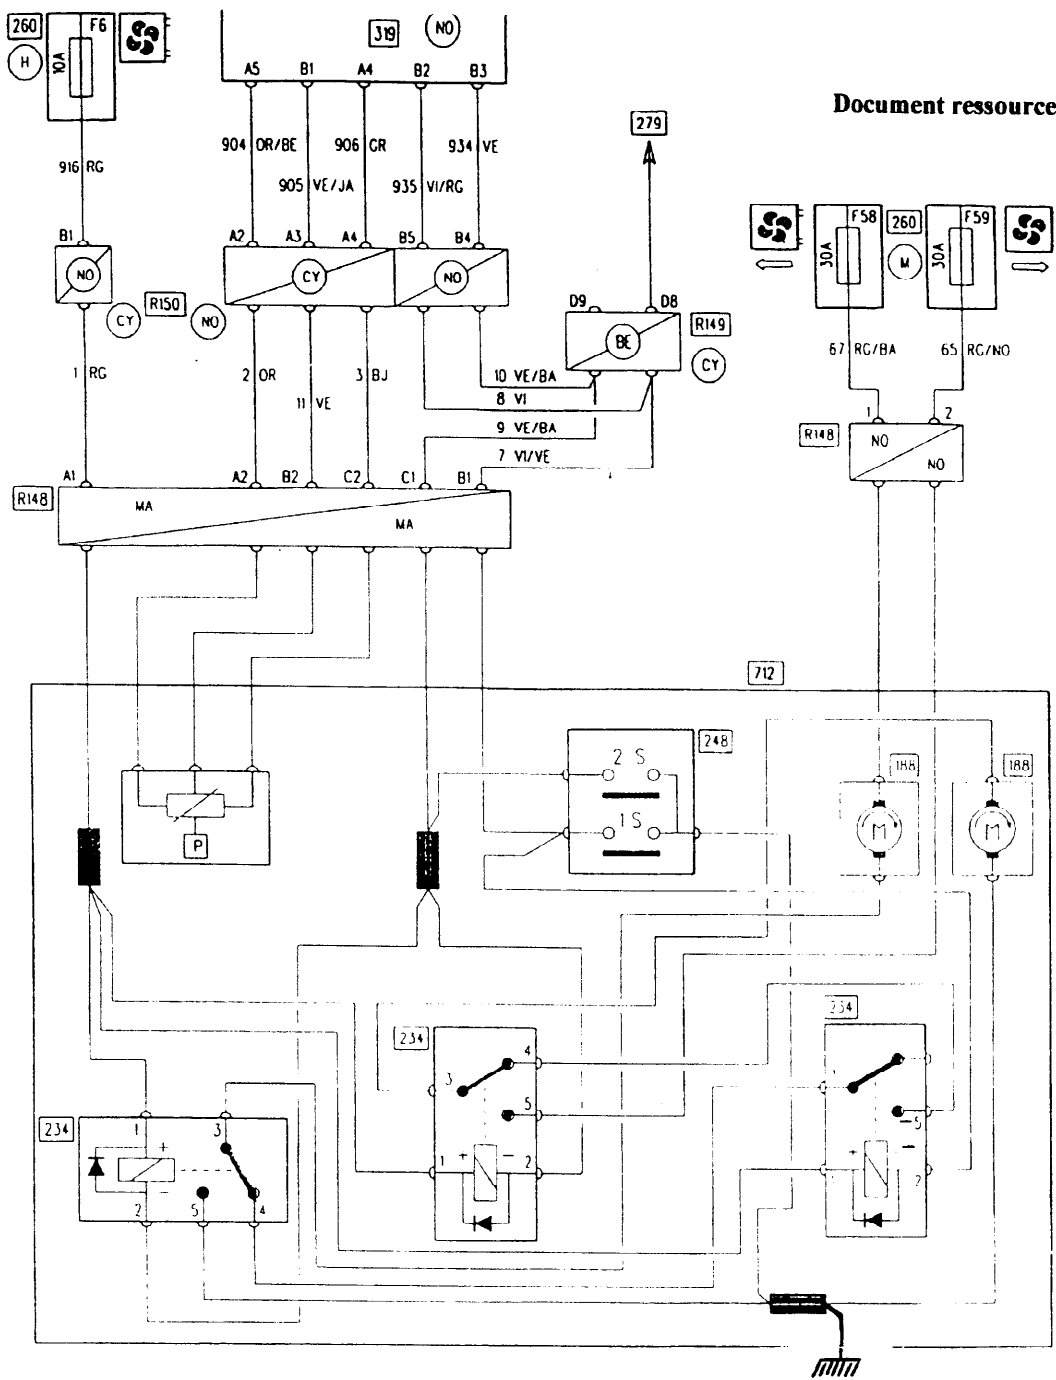 260 F6
H 10A
319 NO
A5 B1 A4 B2 B3
Document ressource
279
904 OR/BE 906 GR 934 VE
916 RG
905 VE/JA 935 VI/RG
B1 A2 A3 A4 B5 B4
F58 260 F59
30A M 30A
NO CY NO
CY R150 NO
D9 D8
BE R149
CY
67 RG/BA 65 RG/NO
1 RG 2 OR 3 BJ 10 VE/BA
11 VE 8 VI
9 VE/BA
7 VI/VE
1 2
R148 NO
NO
A1 A2 B2 C2 C1 B1
R148 MA
MA
712
248
2 S
1 S
188 188
M M
P
234
4
3
5
1 + - 2
234
1
5
+ -
2
234
1 3
+
-
2 5 4